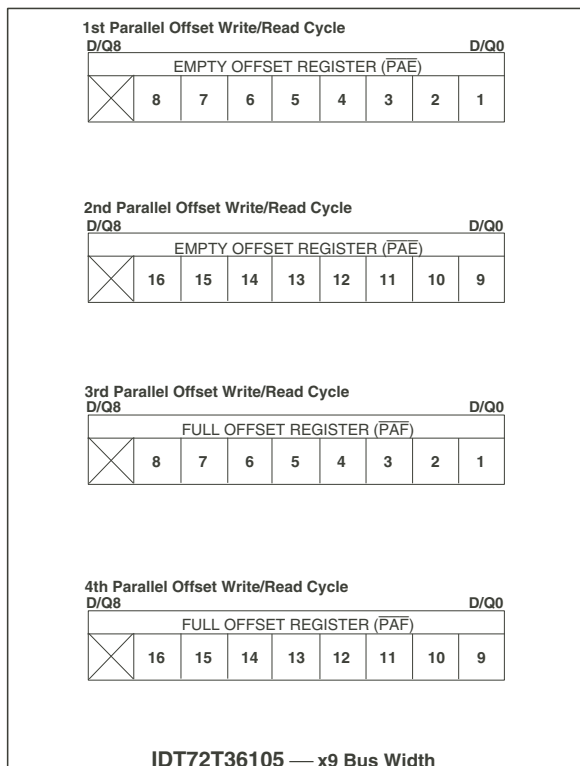 1st Parallel Offset Write/Read Cycle
D/Q8 D/Q0
EMPTY OFFSET REGISTER (PAE)
8 7 6 5 4 3 2 1
2nd Parallel Offset Write/Read Cycle
D/Q8 D/Q0
EMPTY OFFSET REGISTER (PAE)
16 15 14 13 12 11 10 9
3rd Parallel Offset Write/Read Cycle
D/Q8 D/Q0
FULL OFFSET REGISTER (PAF)
8 7 6 5 4 3 2 1
4th Parallel Offset Write/Read Cycle
D/Q8 D/Q0
FULL OFFSET REGISTER (PAF)
16 15 14 13 12 11 10 9
IDT72T36105 — x9 Bus Width